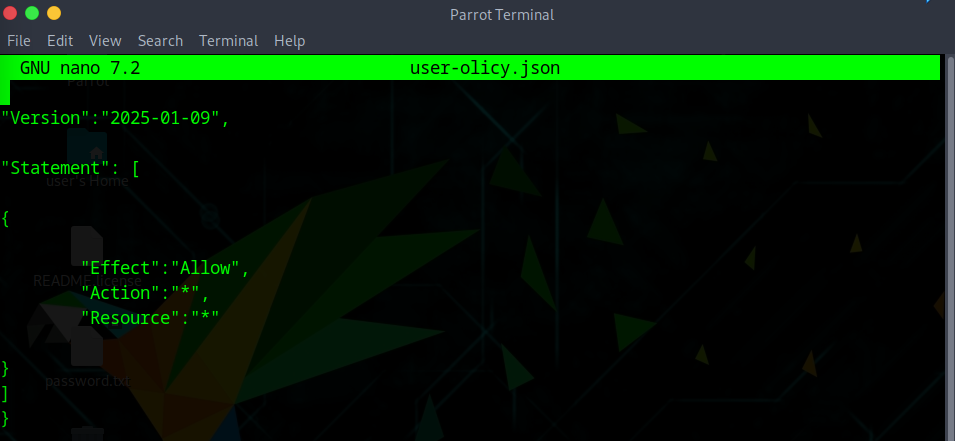 Parrot Terminal
File Edit View Search Terminal Help
GNU nano 7.2 user-olicy.json
Parrot
"Version":"2025-01-09",
"Statement": [
user's Home
{
"Effect":"Allow",
README.license
"Action":"*",
"Resource":"*"
}
password.txt
]
}